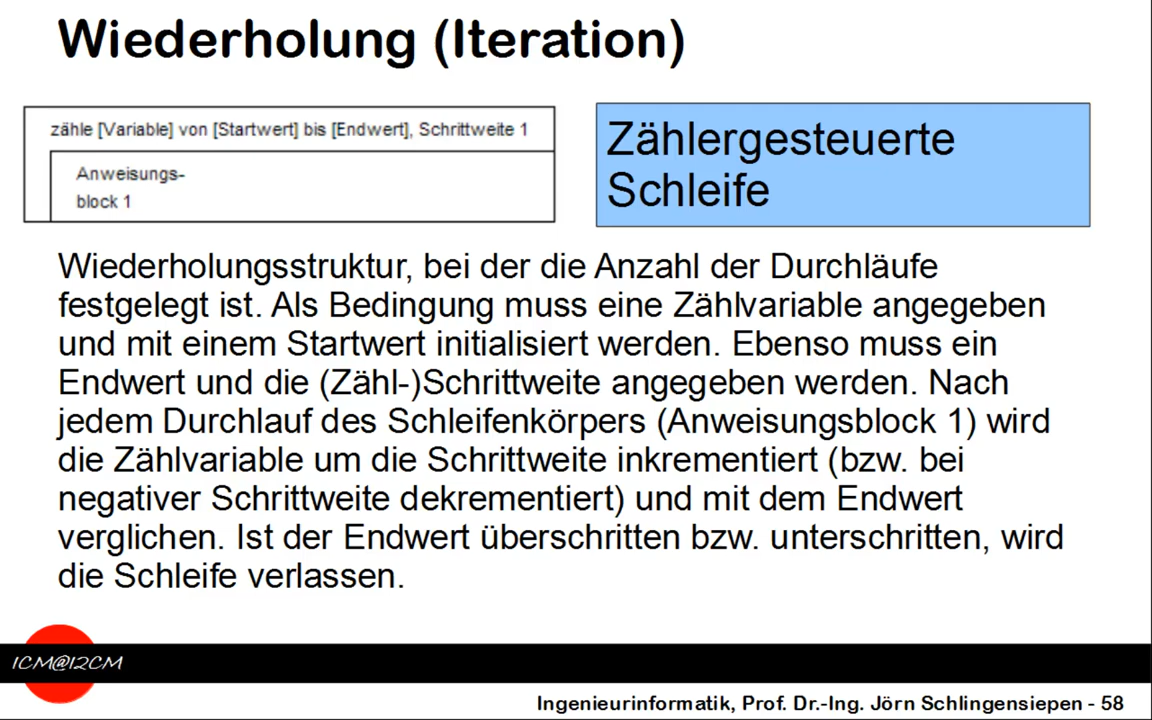 Wiederholung (Iteration)
zähle [Variable] von [Startwert] bis [Endwert], Schrittweite 1
Anweisungs-
block 1
Zählergesteuerte
Schleife
Wiederholungsstruktur, bei der die Anzahl der Durchläufe
festgelegt ist. Als Bedingung muss eine Zählvariable angegeben
und mit einem Startwert initialisiert werden. Ebenso muss ein
Endwert und die (Zähl-)Schrittweite angegeben werden. Nach
jedem Durchlauf des Schleifenkörpers (Anweisungsblock 1) wird
die Zählvariable um die Schrittweite inkrementiert (bzw. bei
negativer Schrittweite dekrementiert) und mit dem Endwert
verglichen. Ist der Endwert überschritten bzw. unterschritten, wird
die Schleife verlassen.
1CM@12CM
Ingenieurinformatik, Prof. Dr.-Ing. Jörn Schlingensiepen - 58